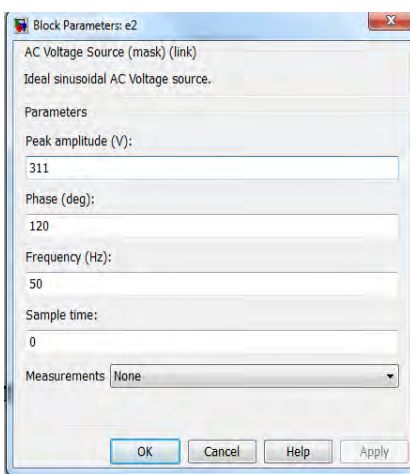 Block Parameters: e2
AC Voltage Source (mask) (link)
Ideal sinusoidal AC Voltage source.
Parameters
Peak amplitude (V):
311
Phase (deg):
120
Frequency (Hz):
50
Sample time:
0
Measurements None
OK Cancel Help Apply